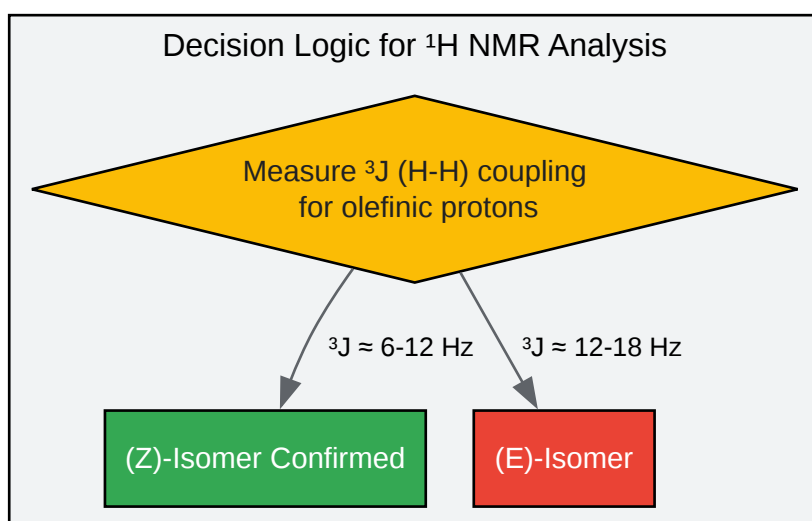 Decision Logic for ¹H NMR Analysis
Measure ³J (H-H) coupling
for olefinic protons
³J ≈ 6-12 Hz
³J ≈ 12-18 Hz
(Z)-Isomer Confirmed
(E)-Isomer